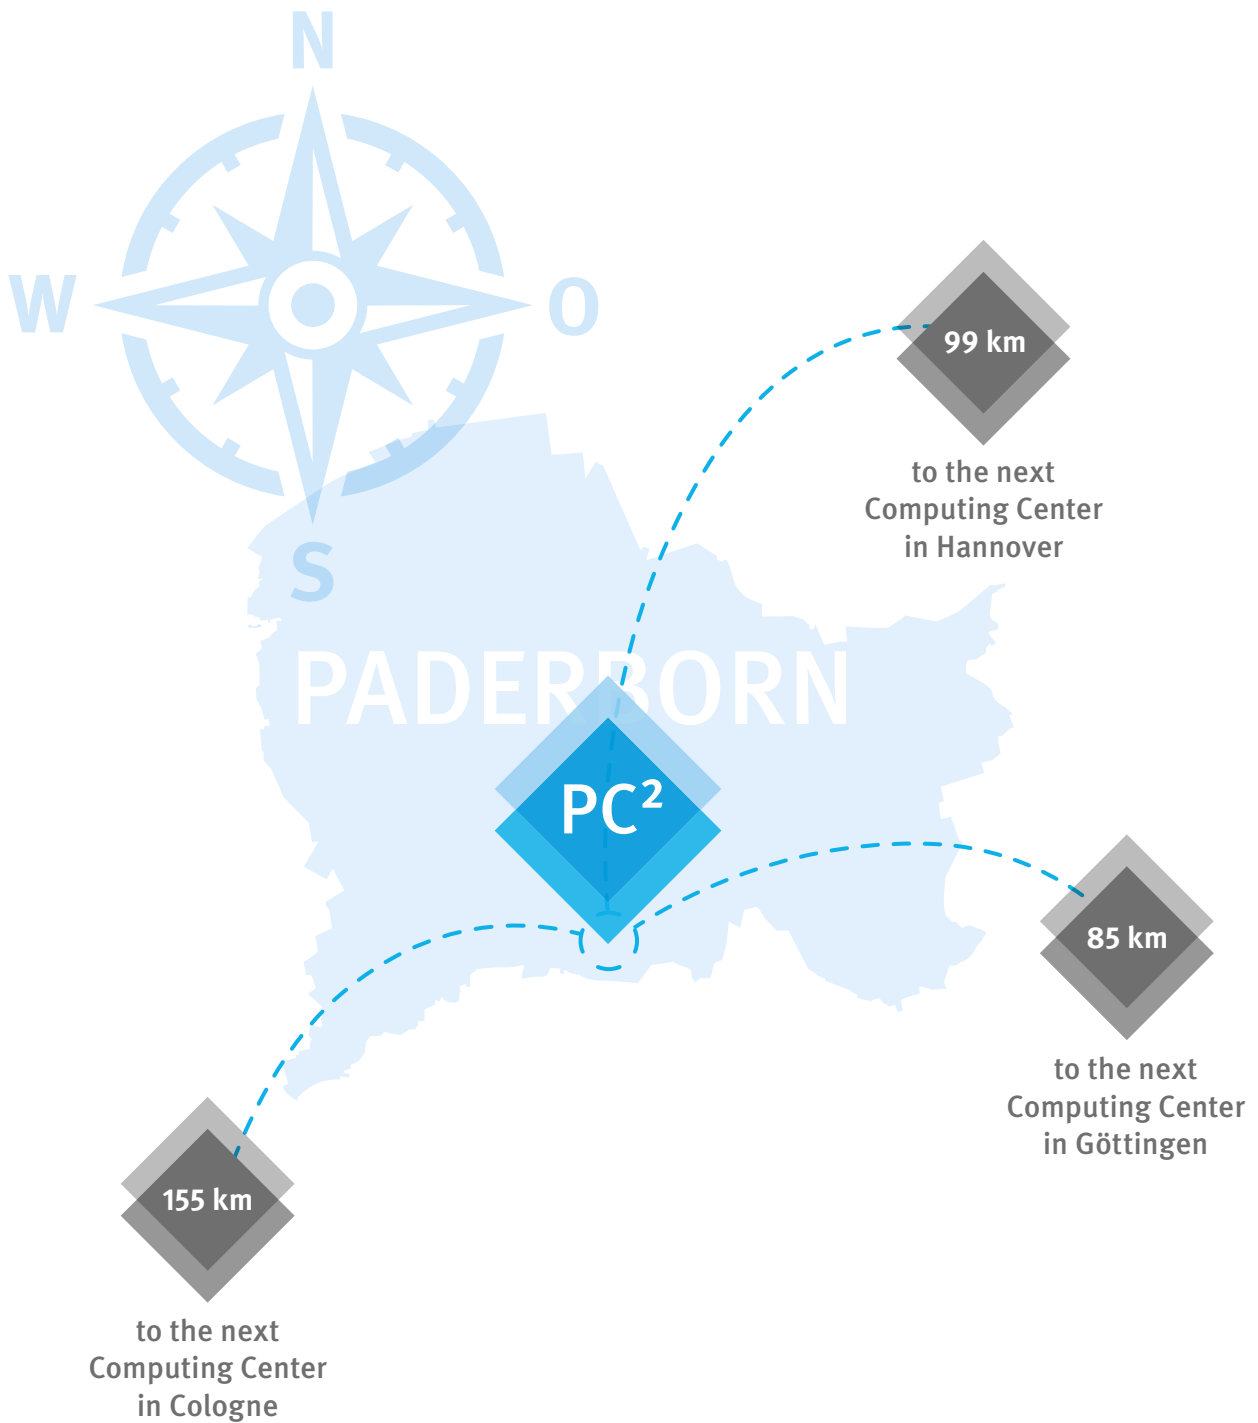 N
W
O
S
99 km
to the next
Computing Center
in Hannover
PADERBORN
PC²
85 km
to the next
Computing Center
in Göttingen
155 km
to the next
Computing Center
in Cologne